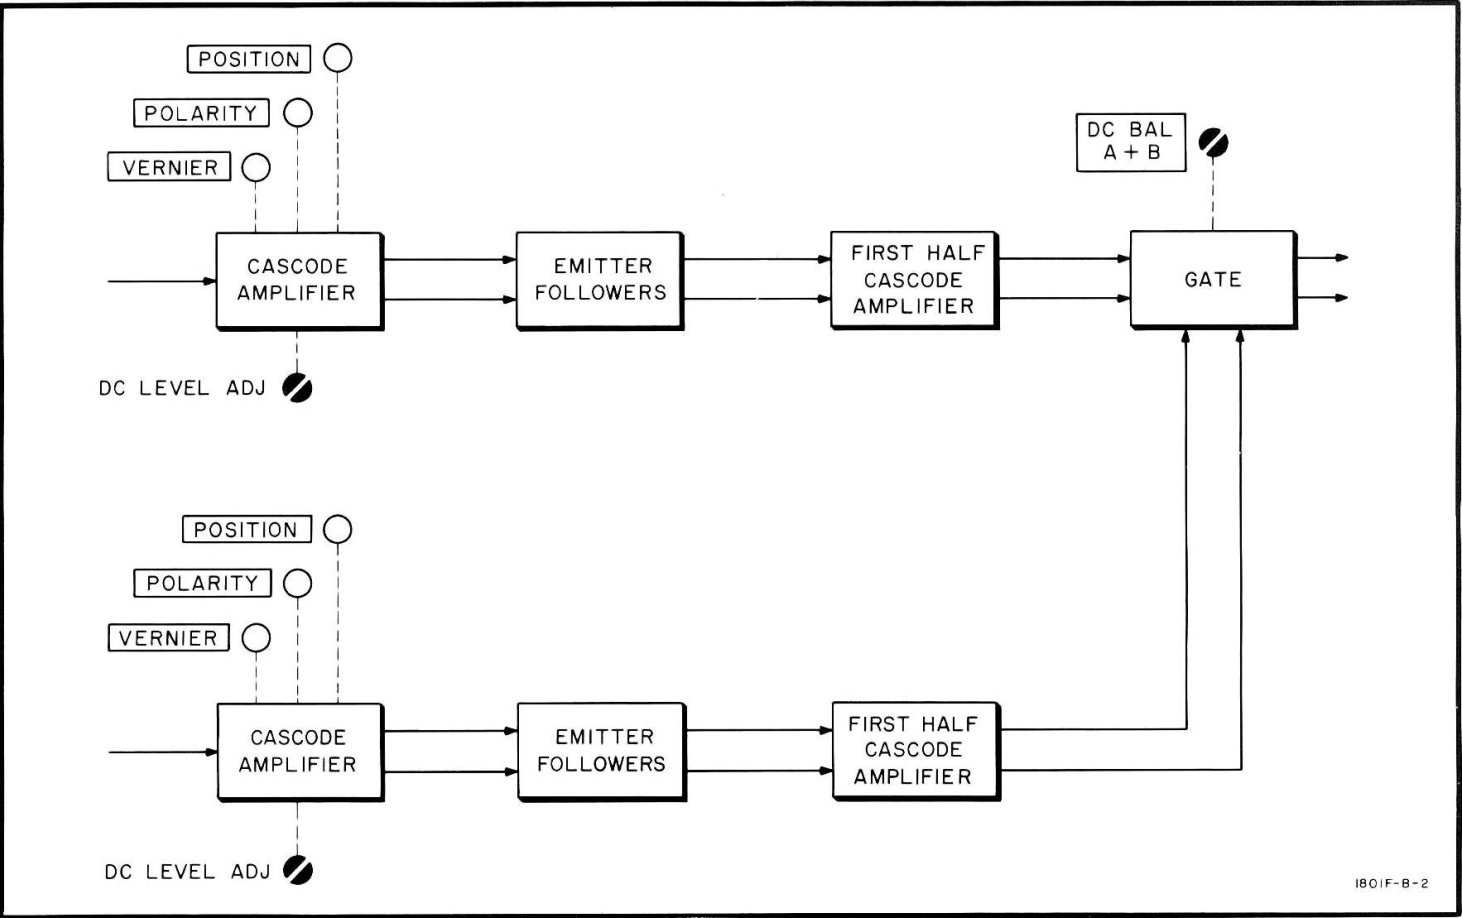 POSITION
POLARITY
VERNIER
DC BAL
A + B
CASCODE
AMPLIFIER
EMITTER
FOLLOWERS
FIRST HALF
CASCODE
AMPLIFIER
GATE
DC LEVEL ADJ
POSITION
POLARITY
VERNIER
CASCODE
AMPLIFIER
EMITTER
FOLLOWERS
FIRST HALF
CASCODE
AMPLIFIER
DC LEVEL ADJ
1801F-B-2